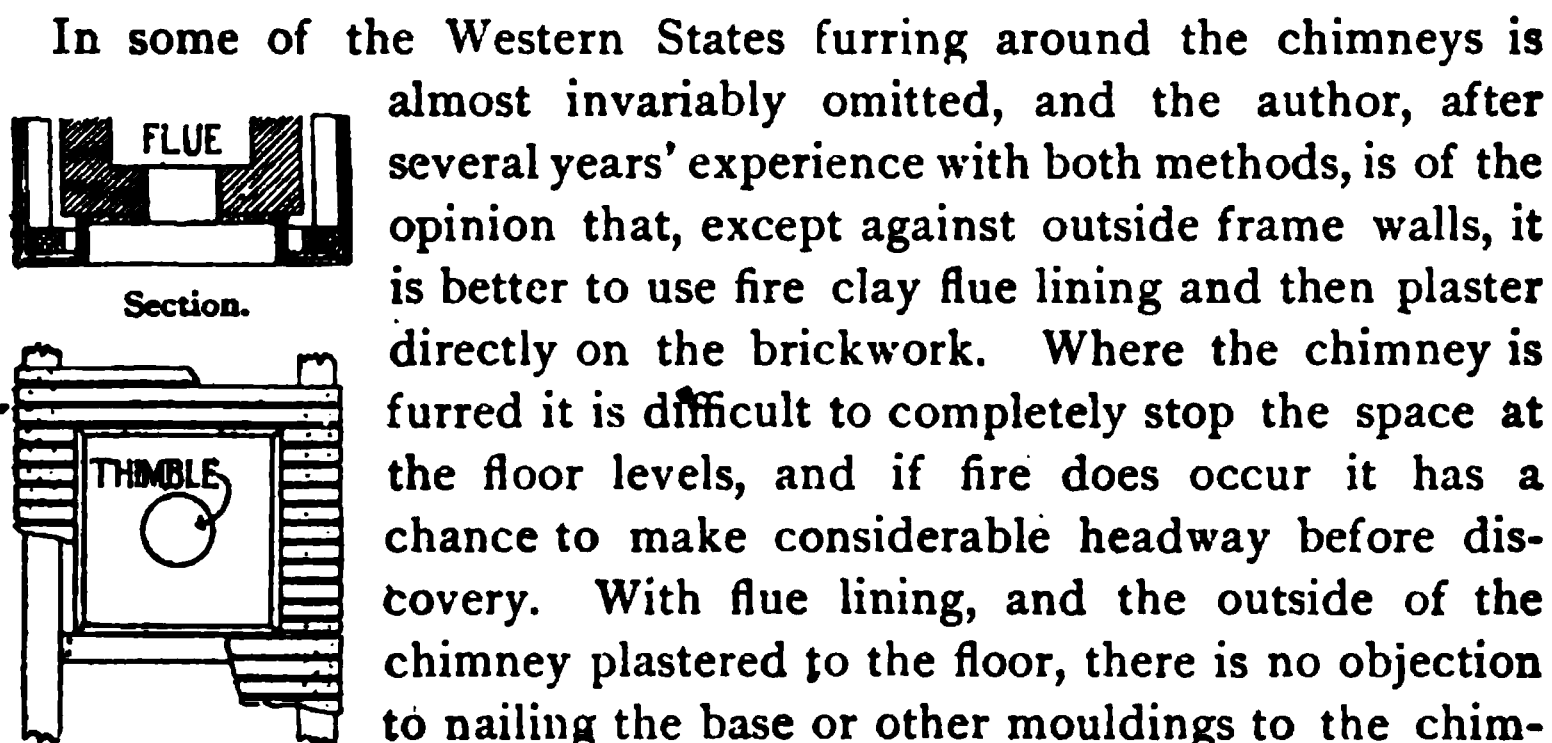 In some of the Western States furring around the chimneys is
almost invariably omitted, and the author, after
several years' experience with both methods, is of the
opinion that, except against outside frame walls, it
is better to use fire clay flue lining and then plaster
directly on the brickwork. Where the chimney is
furred it is difficult to completely stop the space at
the floor levels, and if fire does occur it has a
chance to make considerable headway before dis-
covery. With flue lining, and the outside of the
chimney plastered to the floor, there is no objection
to nailing the base or other mouldings to the chim-
FLUE
Section.
THIMBLE